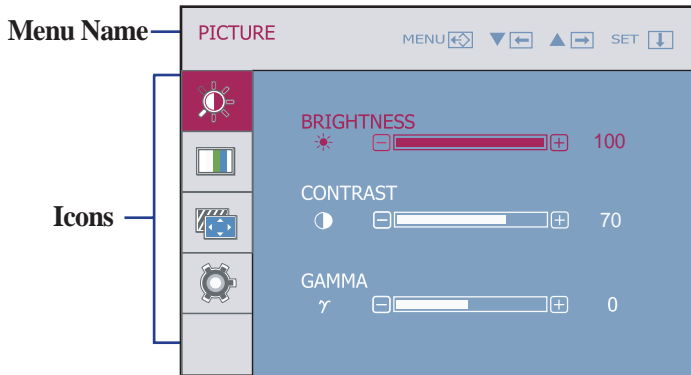 Menu Name
PICTURE
MENU
SET
BRIGHTNESS
100
CONTRAST
70
Icons
GAMMA
γ
0